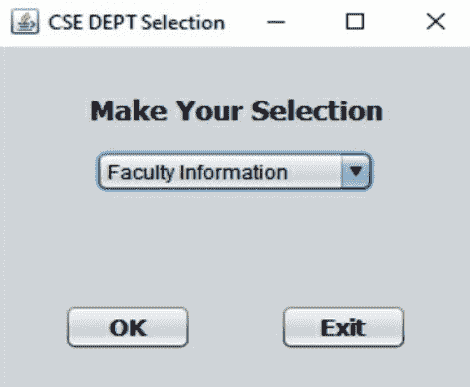 CSE DEPT Selection
Make Your Selection
Faculty Information
OK Exit